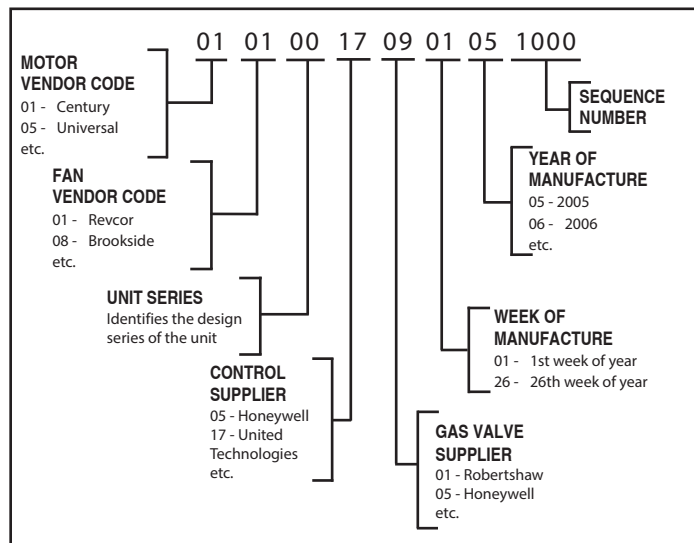 01 01 00 17 09 01 05 1000
MOTOR
VENDOR CODE
01 - Century
05 - Universal
etc.
FAN
VENDOR CODE
01 - Revcor
08 - Brookside
etc.
UNIT SERIES
Identifies the design
series of the unit
CONTROL
SUPPLIER
05 - Honeywell
17 - United
Technologies
etc.
SEQUENCE
NUMBER
YEAR OF
MANUFACTURE
05 - 2005
06 - 2006
etc.
WEEK OF
MANUFACTURE
01 - 1st week of year
26 - 26th week of year
GAS VALVE
SUPPLIER
01 - Robertshaw
05 - Honeywell
etc.